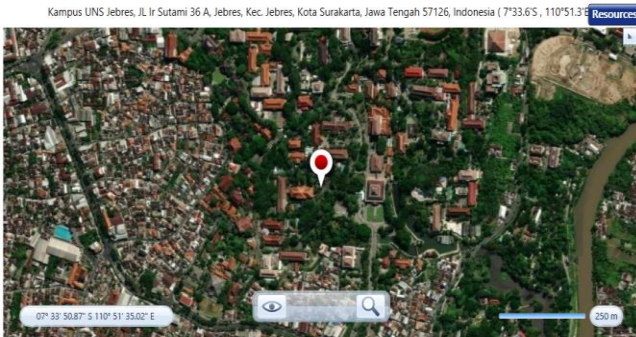 Kampus UNS Jebres, JL Ir Sutami 36 A, Jebres, Kec. Jebres, Kota Surakarta, Jawa Tengah 57126, Indonesia ( 7°33.6'S , 110°51.3'E
Resources
07° 33' 50.87" S 110° 51' 35.02" E
250 m